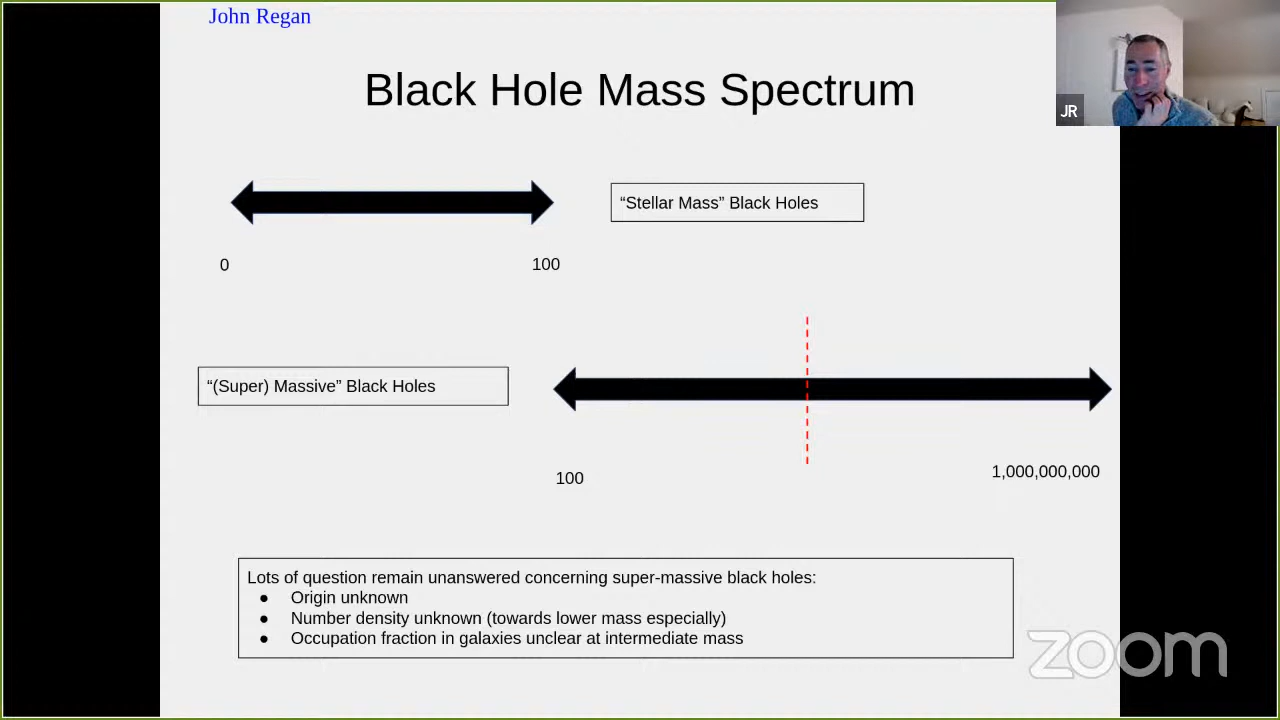 John Regan
Black Hole Mass Spectrum
JR
“Stellar Mass” Black Holes
0
100
“(Super) Massive” Black Holes
100
1,000,000,000
Lots of question remain unanswered concerning super-massive black holes:
● Origin unknown
● Number density unknown (towards lower mass especially)
● Occupation fraction in galaxies unclear at intermediate mass
zoom